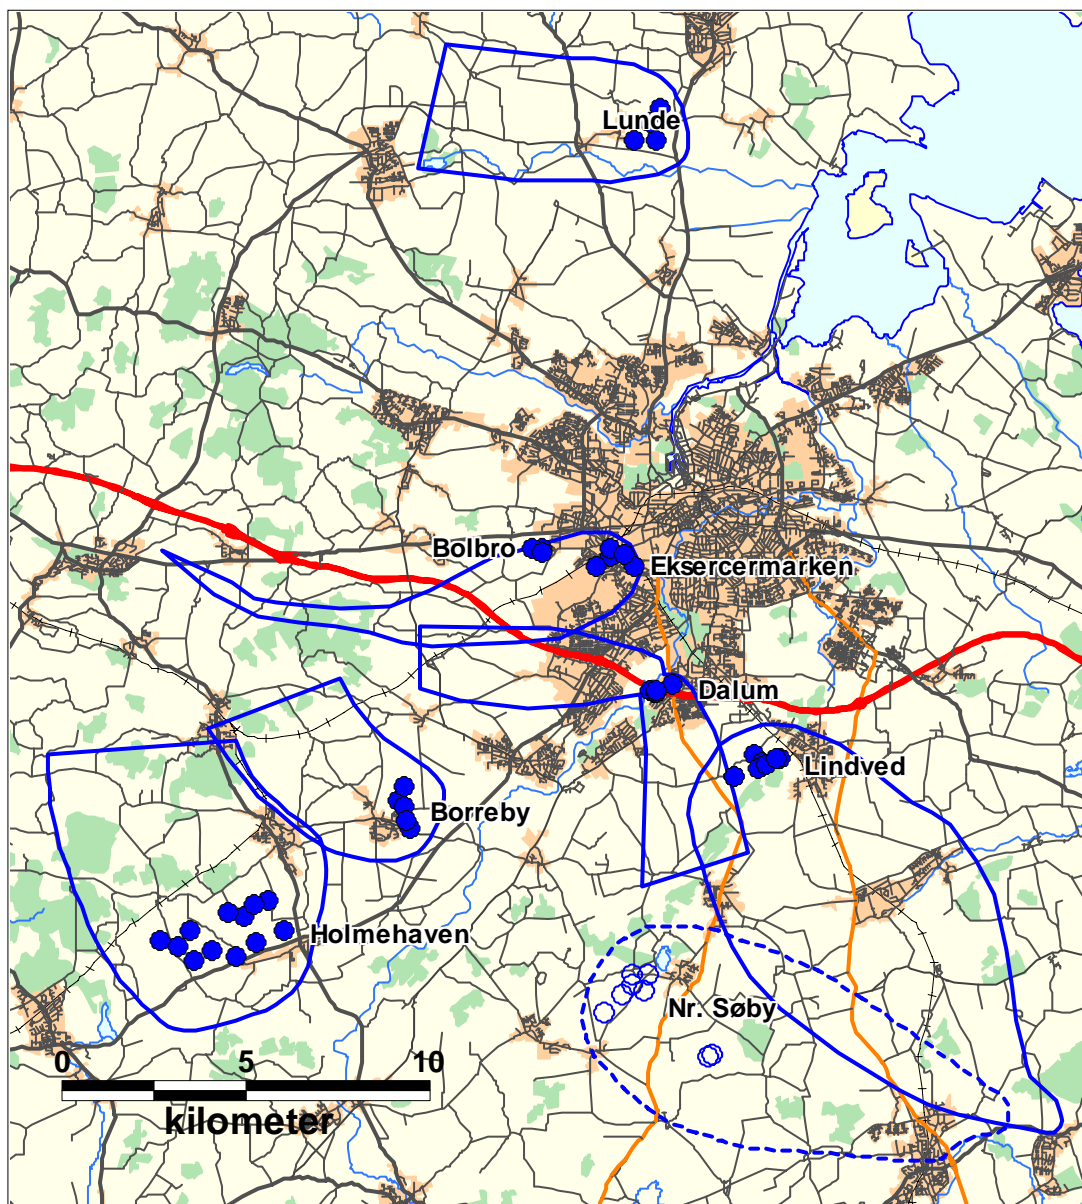 Lunde
Bolbro
Eksercermarken
Dalum
Lindved
Borreby
Holmehaven
Nr. Søby
0 5 10
kilometer